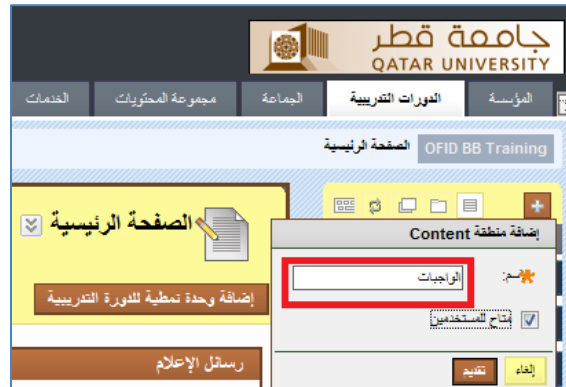 جامعة قطر
QATAR UNIVERSITY
المؤسسة
الدورات التدريبية
الجماعة
مجموعة المحتويات
الخدمات
OFID BB Training الصفحة الرئيسية
الصفحة الرئيسية
إضافة منطقة Content
اسم:
الواجبات
إضافة وحدة نمطية للدورة التدريبية
متاح للمستخدمين
رسائل الإعلام
إلغاء
تقديم